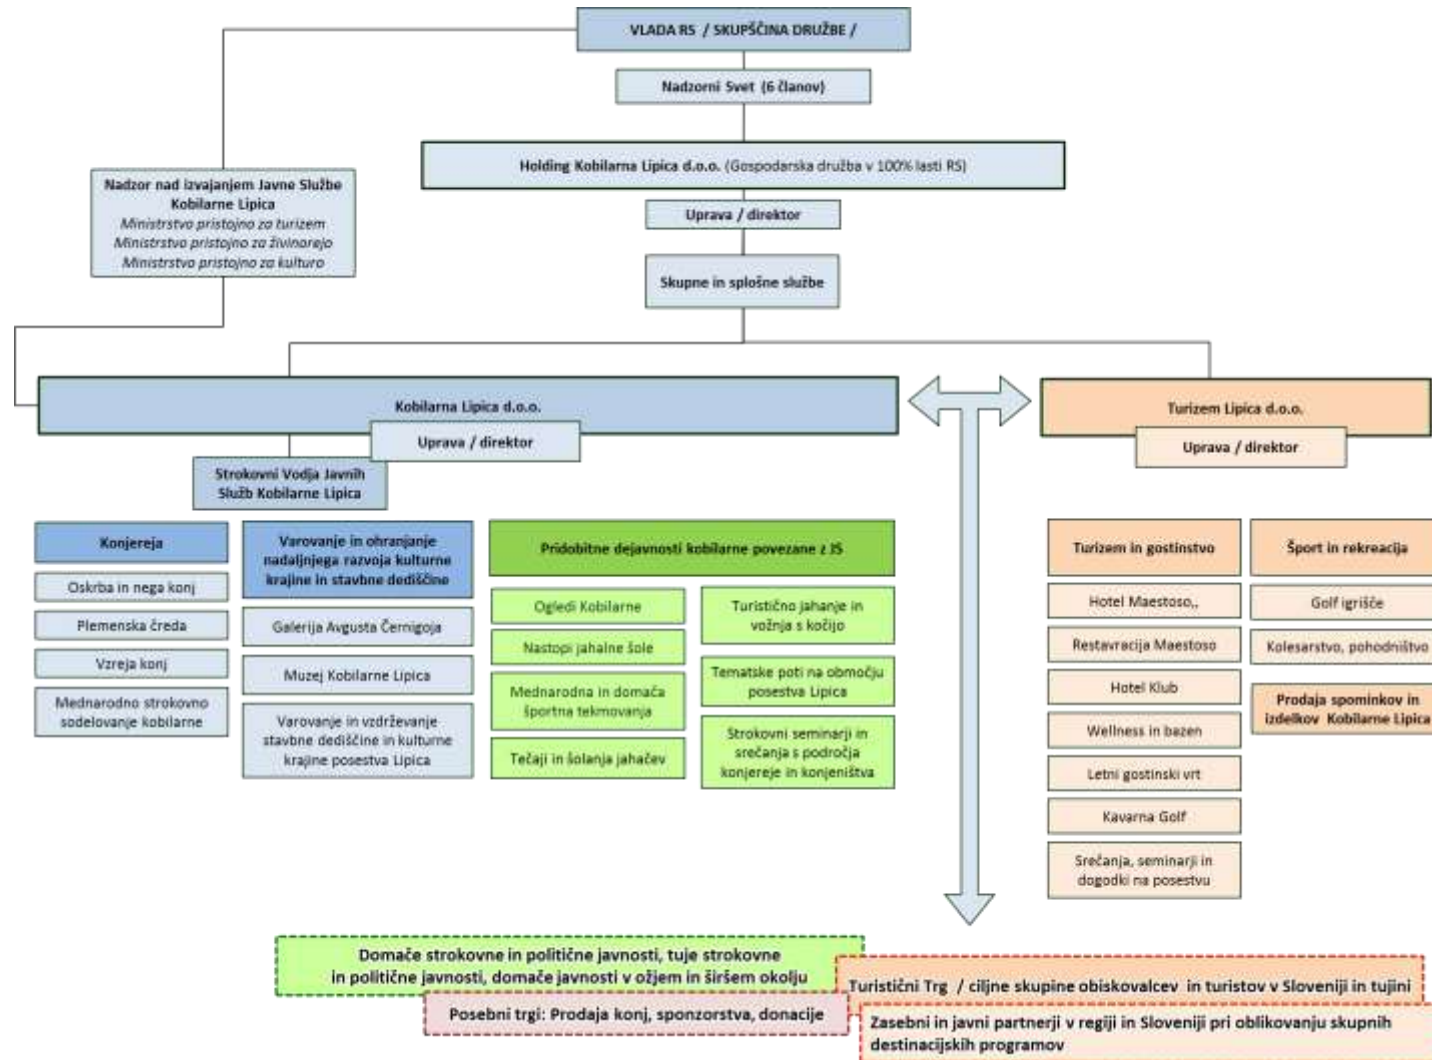 VLADA RS / SKUPŠČINA DRUŽBE /
Nadzorni Svet (6 članov)
Holding Kobilarna Lipica d.o.o. (Gospodarska družba v 100% lasti RS)
Uprava / direktor
Skupne in splošne službe
Nadzor nad izvajanjem Javne Službe
Kobilarne Lipica
Ministrstvo pristojno za turizem
Ministrstvo pristojno za živinorejo
Ministrstvo pristojno za kulturo
Kobilarna Lipica d.o.o.
Uprava / direktor
Strokovni Vodja Javnih
Služb Kobilarne Lipica
Turizem Lipica d.o.o.
Uprava / direktor
Konjereja
Oskrba in nega konj
Plemenska čreda
Vzreja konj
Mednarodno strokovno
sodelovanje kobilarne
Varovanje in ohranjanje
nadaljnjega razvoja kulturne
krajine in stavbne dediščine
Galerija Avgusta Černigoja
Muzej Kobilarne Lipica
Varovanje in vzdrževanje
stavbne dediščine in kulturne
krajine posestva Lipica
Pridobitne dejavnosti kobilarne povezane z JS
Ogledi Kobilarne
Nastopi jahalne šole
Mednarodna in domača
športna tekmovanja
Tečaji in šolanja jahačev
Turistično jahanje in
vožnja s kočijo
Tematske poti na območju
posestva Lipica
Strokovni seminarji in
srečanja s področja
konjereje in konjeništva
Turizem in gostinstvo
Hotel Maestoso,,
Restavracija Maestoso
Hotel Klub
Wellness in bazen
Letni gostinski vrt
Kavarna Golf
Srečanja, seminarji in
dogodki na posestvu
Šport in rekreacija
Golf igrišče
Kolesarstvo, pohodništvo
Prodaja spominkov in
izdelkov Kobilarne Lipica
Domače strokovne in politične javnosti, tuje strokovne
in politične javnosti, domače javnosti v ožjem in širšem okolju
Turistični Trg / ciljne skupine obiskovalcev in turistov v Sloveniji in tujini
Posebni trgi: Prodaja konj, sponzorstva, donacije
Zasebni in javni partnerji v regiji in Sloveniji pri oblikovanju skupnih
destinacijskih programov